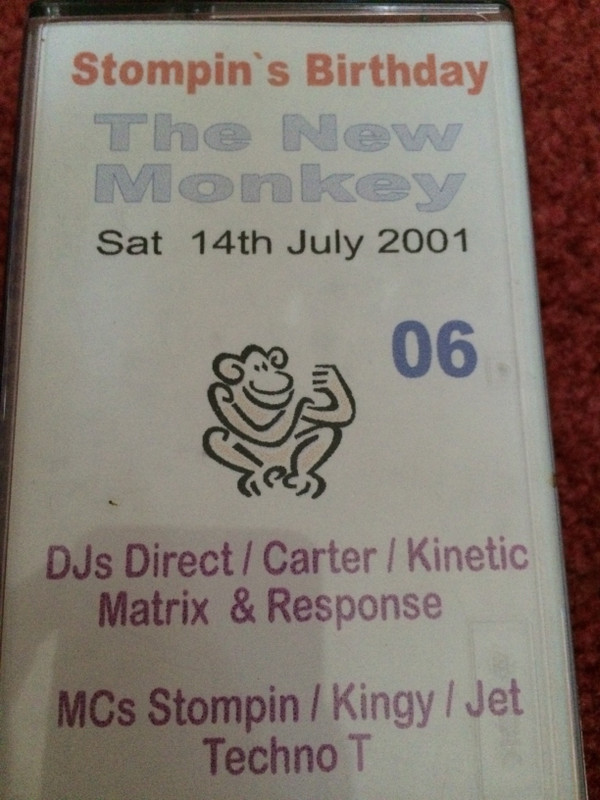 Stompin`s Birthday
The New
Monkey
Sat 14th July 2001
06
DJs Direct / Carter / Kinetic
Matrix & Response
MCs Stompin / Kingy / Jet
Techno T